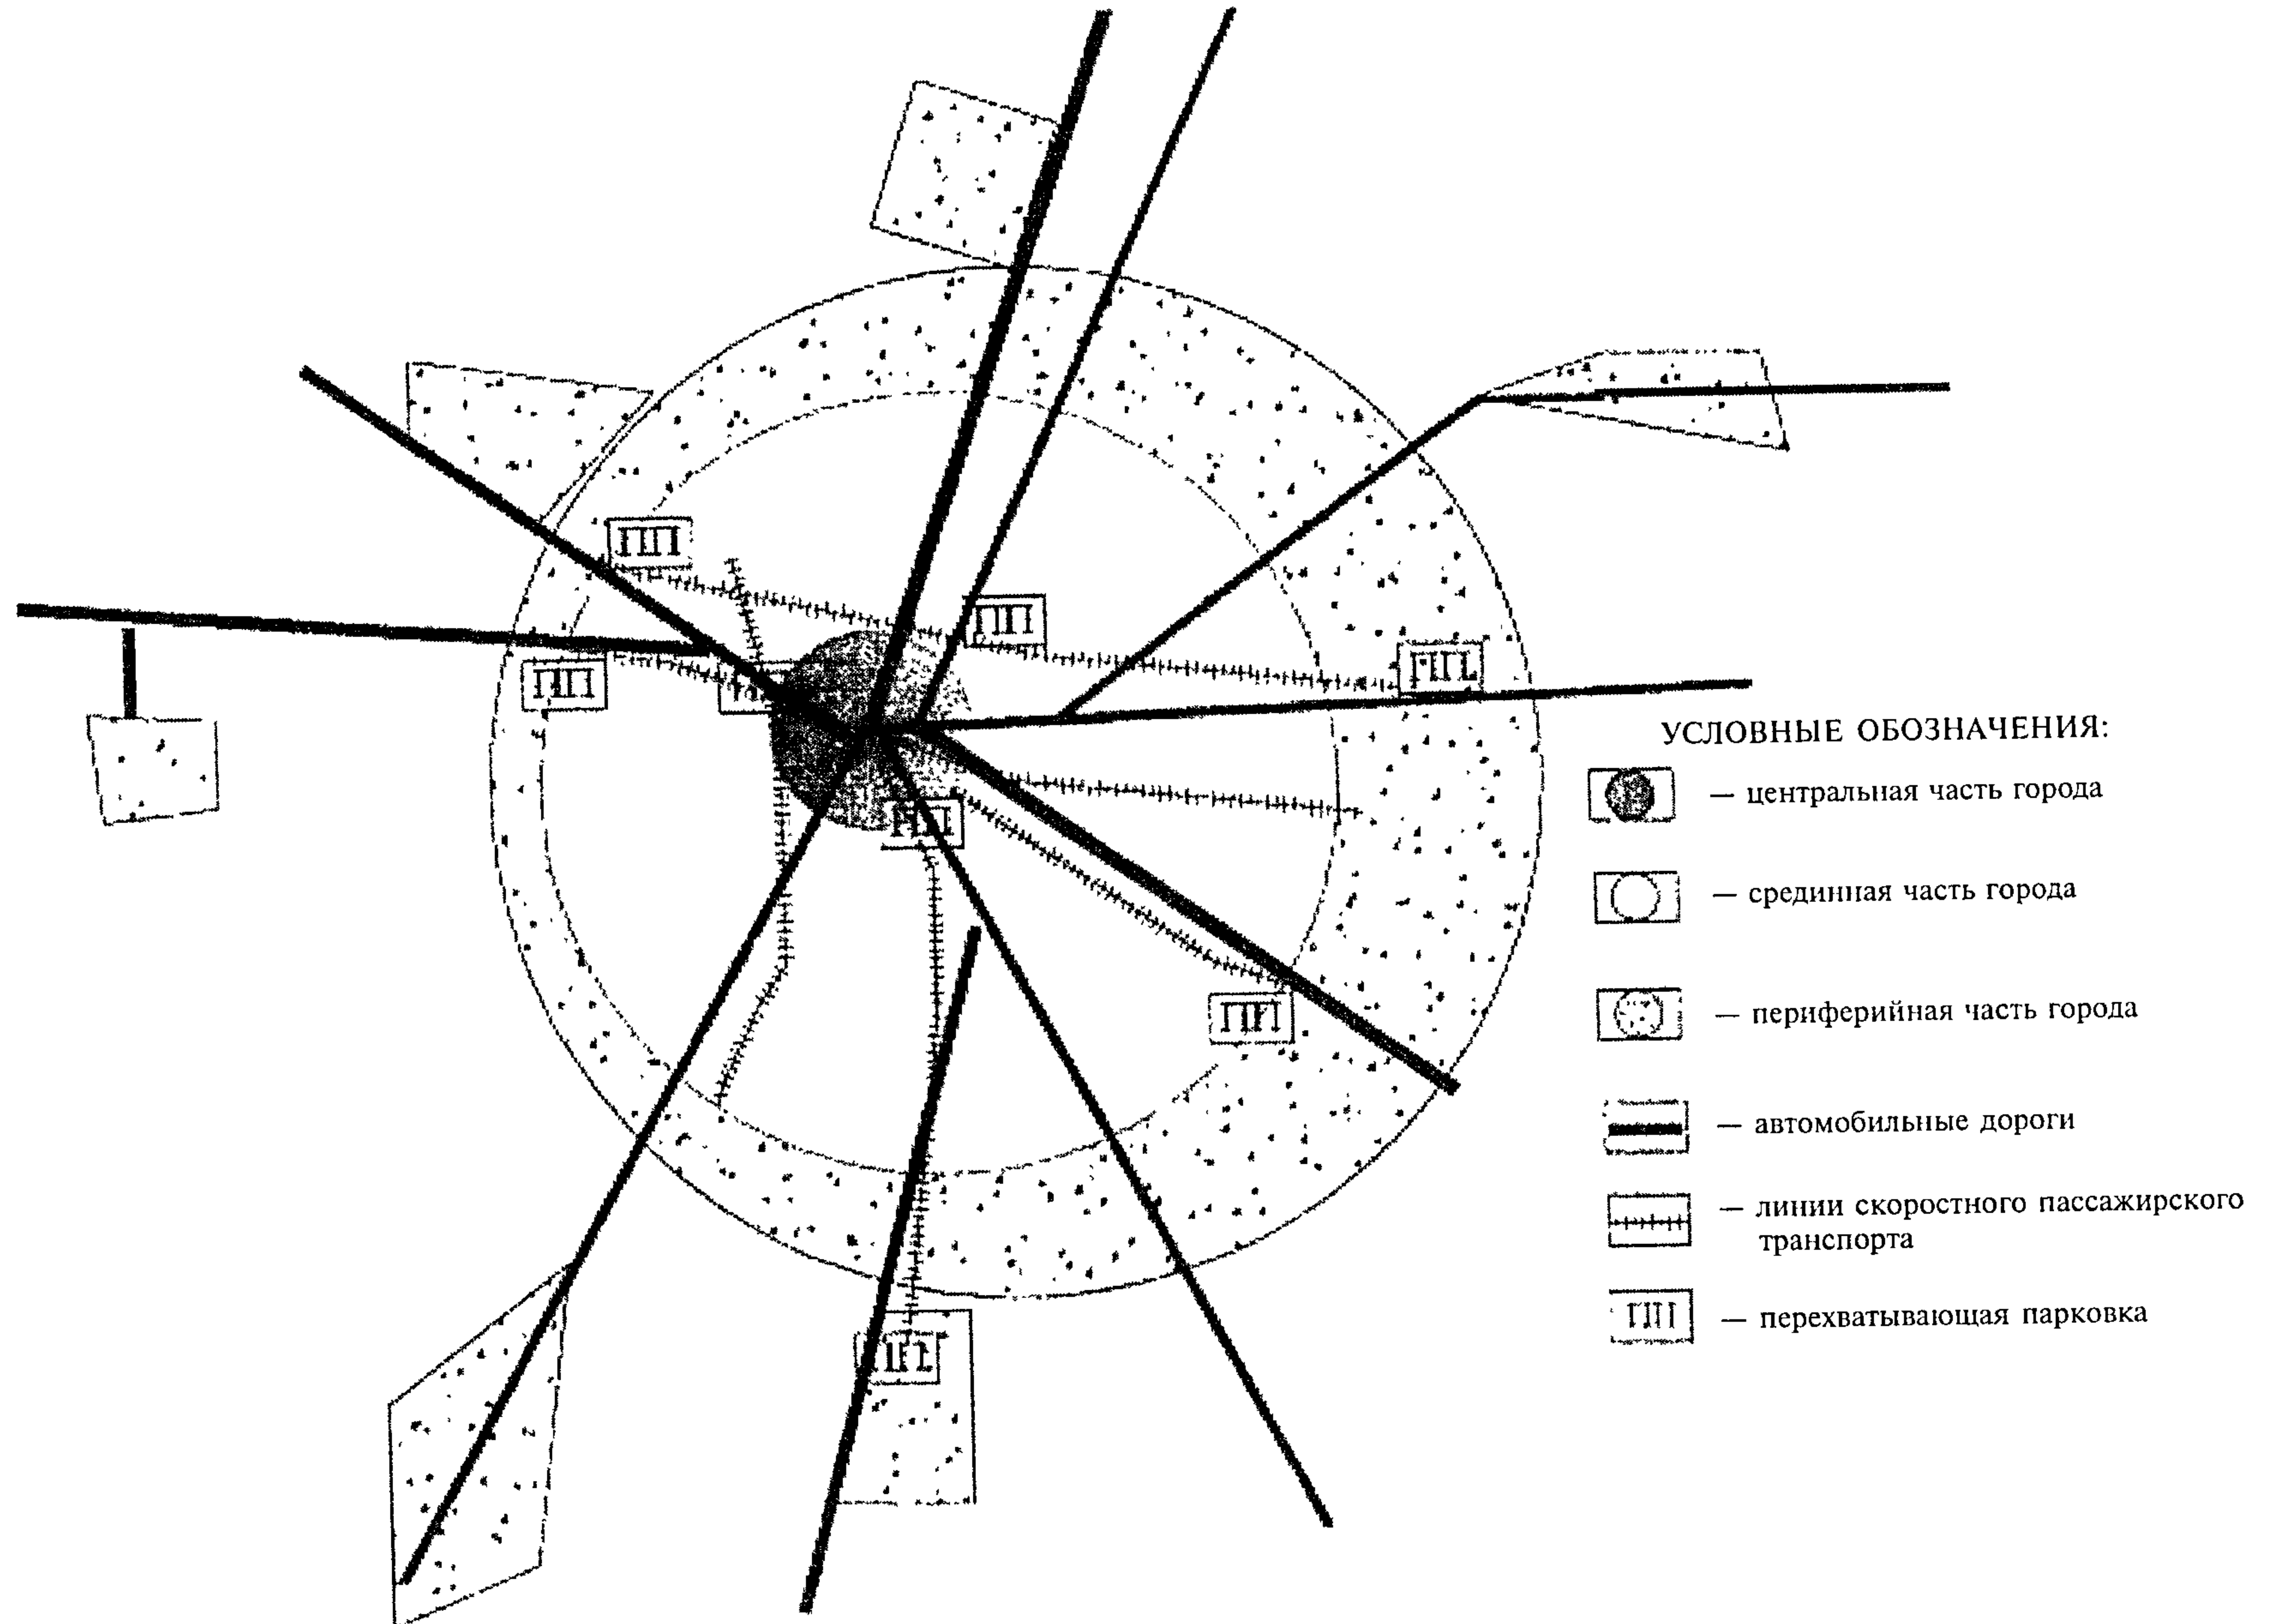 ПП
ПП
ПП
ПП
ПП
ПП
ПП
УСЛОВНЫЕ ОБОЗНАЧЕНИЯ:
— центральная часть города
— срединная часть города
— периферийная часть города
— автомобильные дороги
— линии скоростного пассажирского
транспорта
ПП — перехватывающая парковка